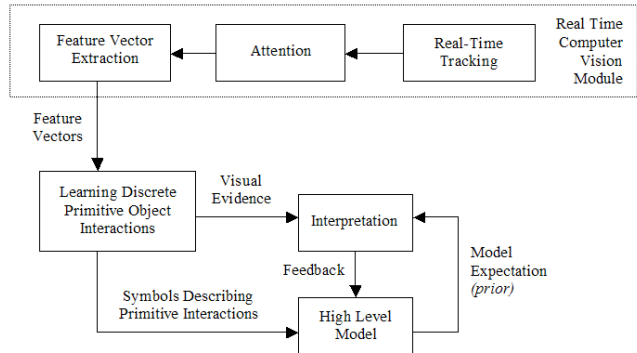 Feature Vector
Extraction
Attention
Real-Time
Tracking
Real Time
Computer
Vision
Module
Feature
Vectors
Learning Discrete
Primitive Object
Interactions
Visual
Evidence
Interpretation
Feedback
Model
Expectation
(prior)
Symbols Describing
Primitive Interactions
High Level
Model